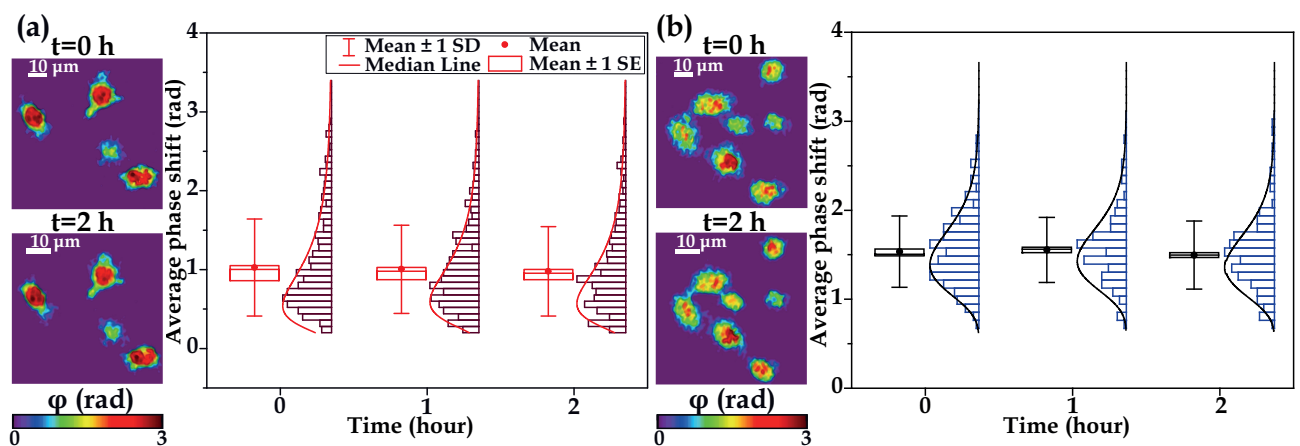 (a)
t=0 h
10 μm
t=2 h
10 μm
φ (rad)
0 3
Average phase shift (rad)
4
3
2
1
0
Mean ± 1 SD
Mean
Median Line
Mean ± 1 SE
0 1 2
Time (hour)
(b)
t=0 h
10 μm
t=2 h
10 μm
φ (rad)
0 3
Average phase shift (rad)
4
3
2
1
0
0 1 2
Time (hour)